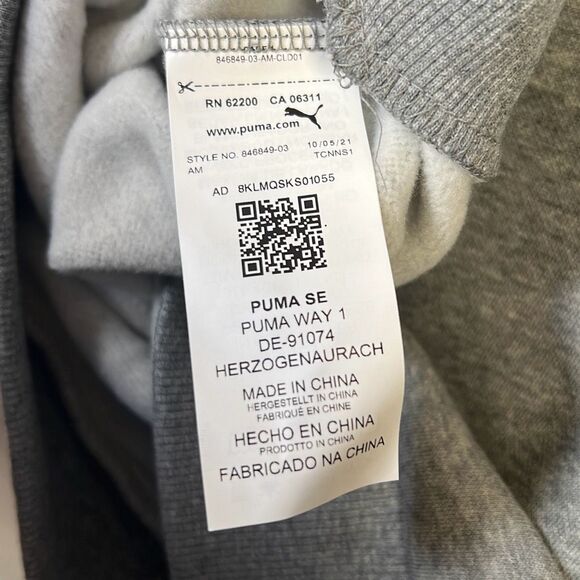 846849-03-AM-CLD01
RN 62200 CA 06311
www.puma.com
STYLE NO. 846849-03 10/05/21
AM TCNNS1
AD 8KLMQSKS01055
PUMA SE
PUMA WAY 1
DE-91074
HERZOGENAURACH
MADE IN CHINA
HERGESTELLT IN CHINA
FABRIQUÉ EN CHINE
HECHO EN CHINA
PRODOTTO IN CHINA
FABRICADO NA CHINA